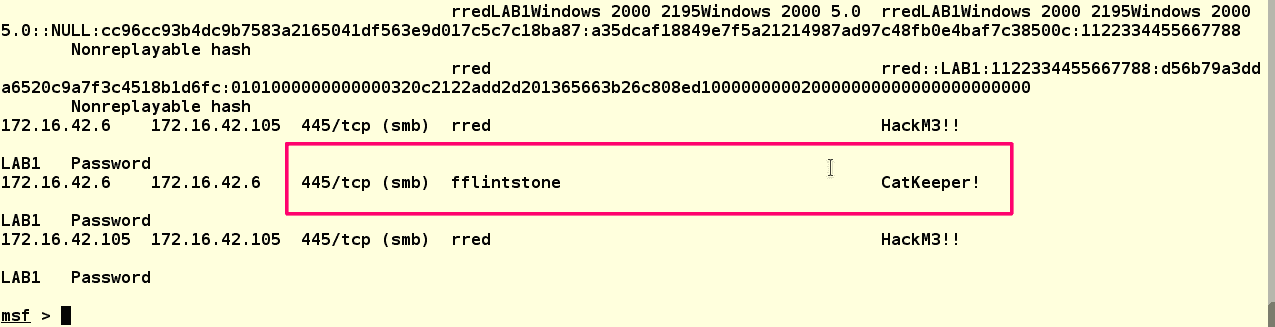 rredLAB1Windows 2000 2195Windows 2000 5.0 rredLAB1Windows 2000 2195Windows 2000
5.0::NULL:cc96cc93b4dc9b7583a2165041df563e9d017c5c7c18ba87:a35dcaf18849e7f5a21214987ad97c48fb0e4baf7c38500c:1122334455667788
Nonreplayable hash
rred rred::LAB1:1122334455667788:d56b79a3dd
a6520c9a7f3c4518b1d6fc:0101000000000000320c2122add2d201365663b26c808ed10000000002000000000000000000000000
Nonreplayable hash
172.16.42.6 172.16.42.105 445/tcp (smb) rred HackM3!!
LAB1 Password
172.16.42.6 172.16.42.6 445/tcp (smb) fflintstone CatKeeper!
LAB1 Password
172.16.42.105 172.16.42.105 445/tcp (smb) rred HackM3!!
LAB1 Password
msf >